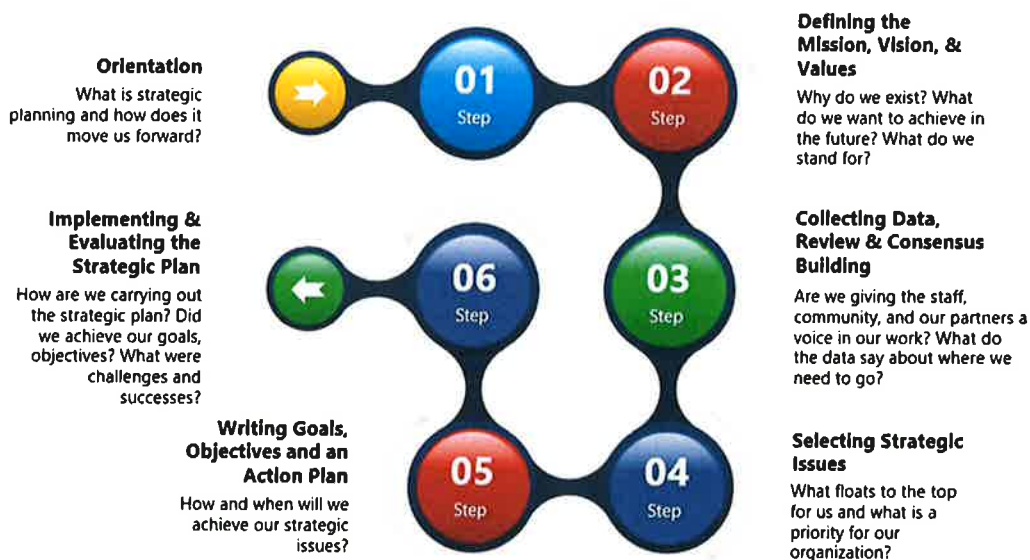 Orientation
What is strategic
planning and how does it
move us forward?
01
Step
02
Step
Defining the
Mission, Vision, &
Values
Why do we exist? What
do we want to achieve in
the future? What do we
stand for?
03
Step
Collecting Data,
Review & Consensus
Building
Are we giving the staff,
community, and our partners a
voice in our work? What do
the data say about where we
need to go?
04
Step
Selecting Strategic
Issues
What floats to the top
for us and what is a
priority for our
organization?
05
Step
Writing Goals,
Objectives and an
Action Plan
How and when will we
achieve our strategic
issues?
06
Step
Implementing &
Evaluating the
Strategic Plan
How are we carrying out
the strategic plan? Did
we achieve our goals,
objectives? What were
challenges and
successes?